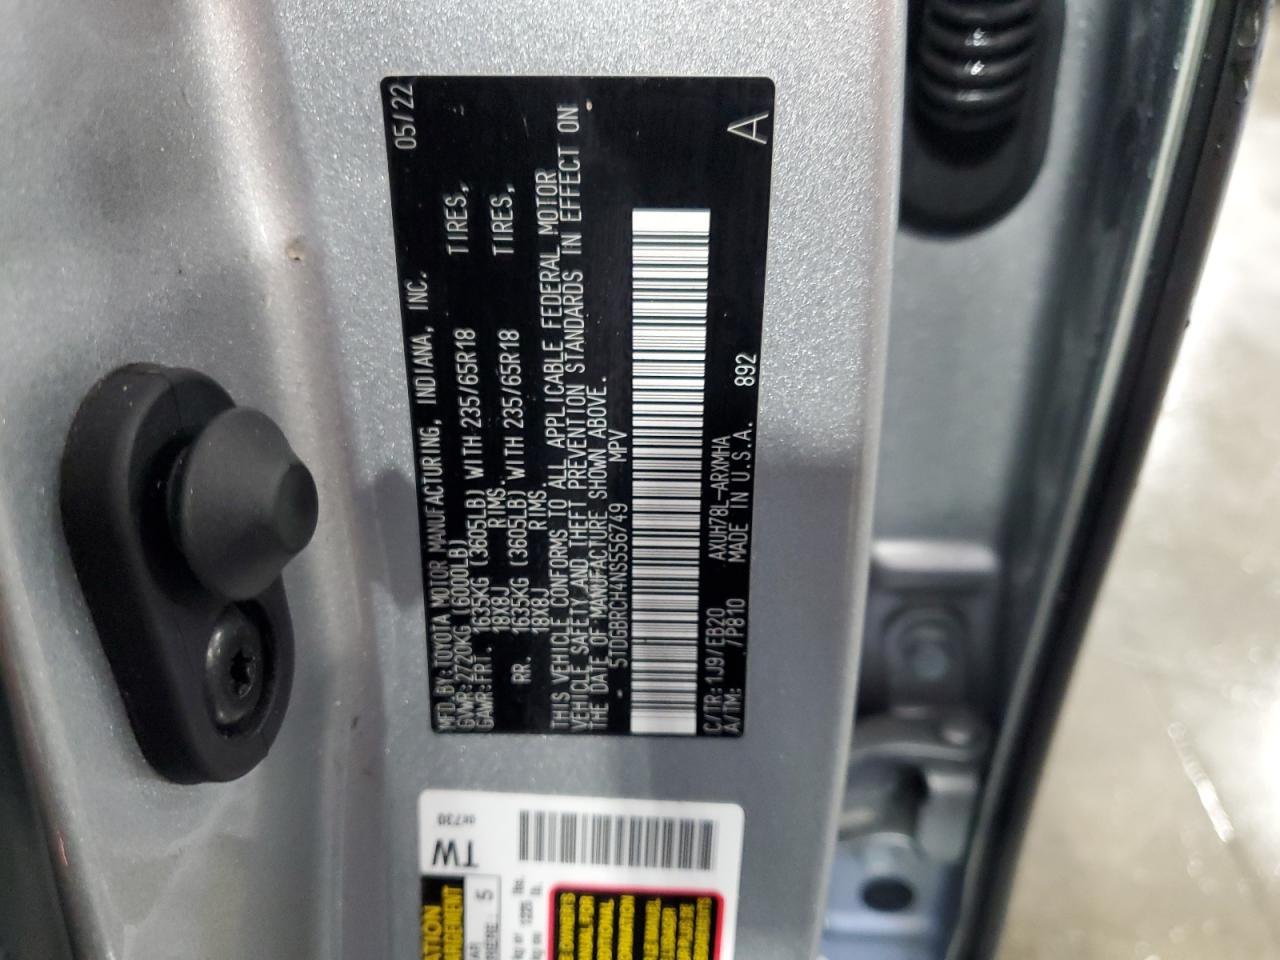 MFD.BY:TOYOTA MOTOR MANUFACTURING, INDIANA, INC. 05/22
GVWR:2720KG (6000LB)
GAWR:FRT. 1635KG (3605LB) WITH 235/65R18 TIRES,
18X8J RIMS.
RR. 1635KG (3605LB) WITH 235/65R18 TIRES,
18X8J RIMS.
THIS VEHICLE CONFORMS TO ALL APPLICABLE FEDERAL MOTOR
VEHICLE SAFETY AND THEFT PREVENTION STANDARDS IN EFFECT ON
THE DATE OF MANUFACTURE SHOWN ABOVE.
5TDGBRCH4NS556749 MPV
C/TR:1J9/EB20 AXUH78L-ARXMHA
A/TM: /P810 MADE IN U.S.A. 892
A
TW
5